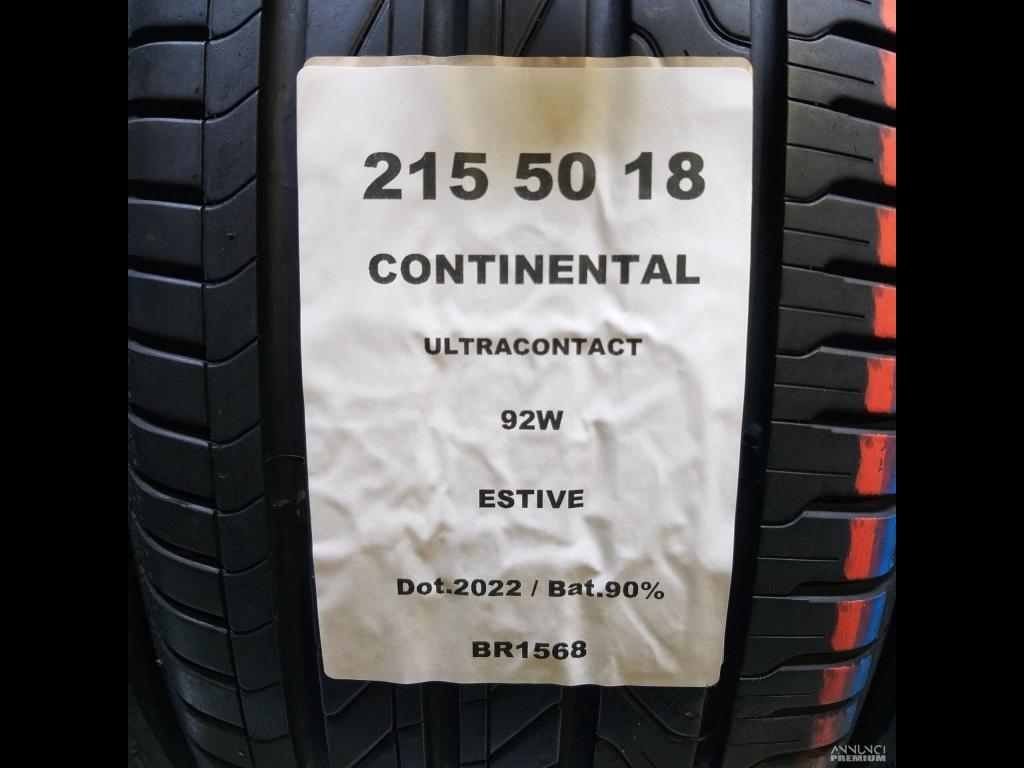 215 50 18
CONTINENTAL
ULTRACONTACT
92W
ESTIVE
Dot.2022 / Bat.90%
BR1568
ANNUNCI
PREMIUM